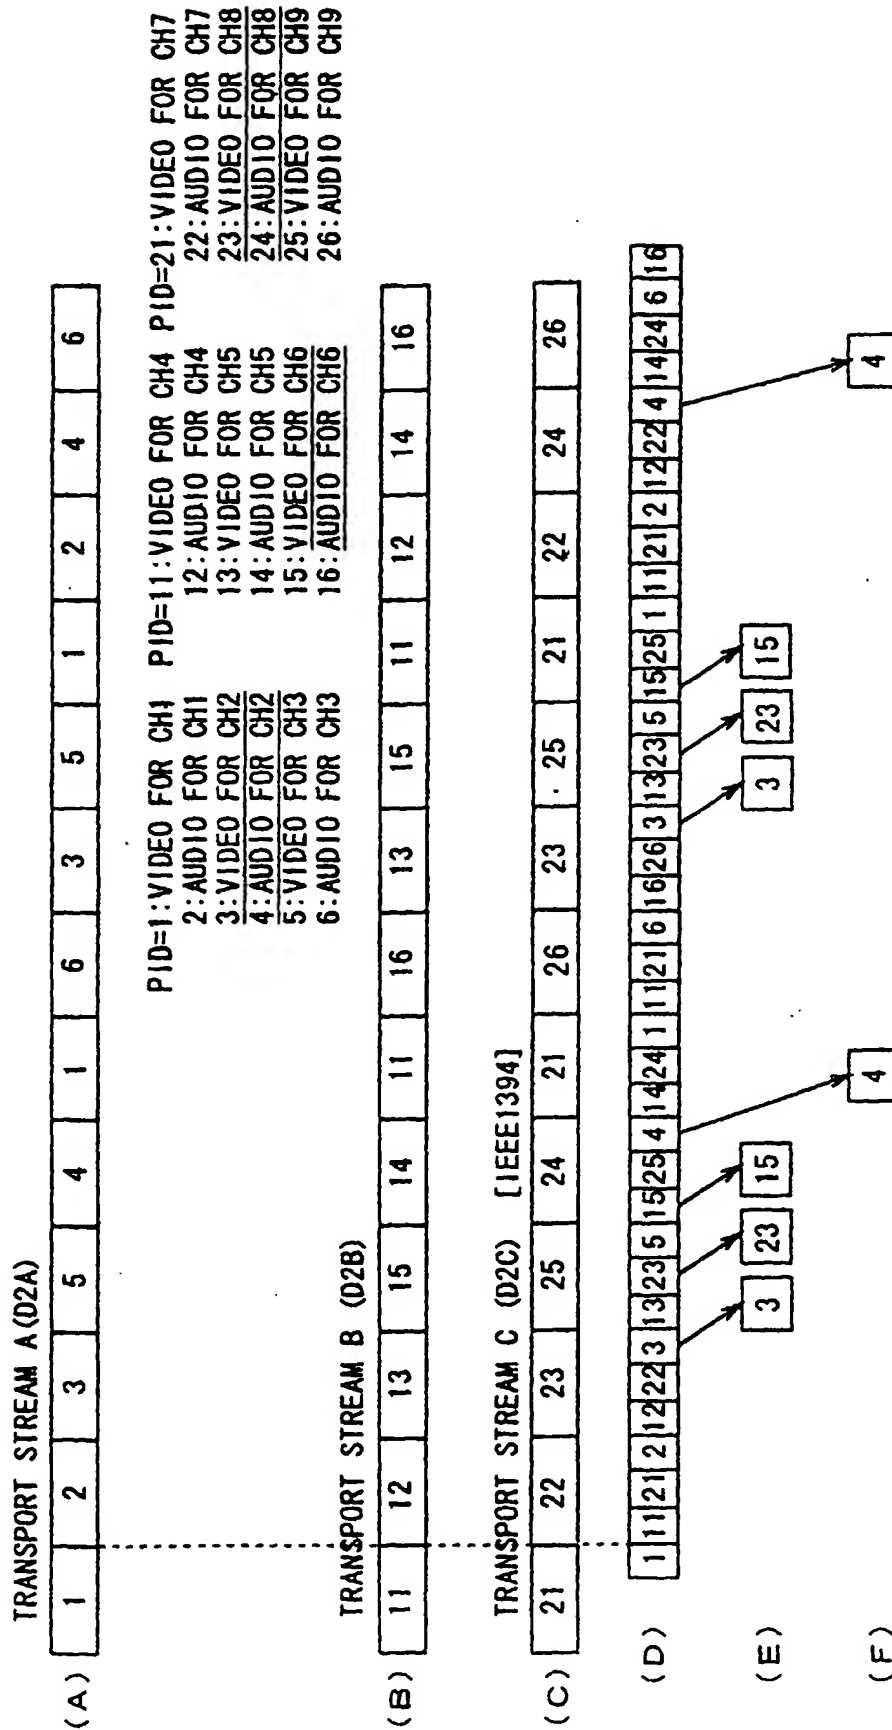 TRANSPORT STREAM A(D2A)
(A) 1 2 3 5 4 1 6 3 5 1 2 4 6
PID=1:VIDEO FOR CH1 PID=11:VIDEO FOR CH4 PID=21:VIDEO FOR CH7
2:AUDIO FOR CH1 12:AUDIO FOR CH4 22:AUDIO FOR CH7
3:VIDEO FOR CH2 13:VIDEO FOR CH5 23:VIDEO FOR CH8
4:AUDIO FOR CH2 14:AUDIO FOR CH5 24:AUDIO FOR CH8
5:VIDEO FOR CH3 15:VIDEO FOR CH6 25:VIDEO FOR CH9
6:AUDIO FOR CH3 16:AUDIO FOR CH6 26:AUDIO FOR CH9
TRANSPORT STREAM B (D2B)
(B) 11 12 13 15 14 11 16 13 15 11 12 14 16
TRANSPORT STREAM C (D2C) [IEEE1394]
(C) 21 22 23 25 24 21 26 23 25 21 22 24 26
(D) 1 11 21 2 12 22 3 13 23 5 15 25 4 14 24 1 11 21 6 16 26 3 13 23 5 15 25 1 11 21 2 12 22 4 14 24 6 16
(E) 3 23 15 3 23 15
(F) 4 4